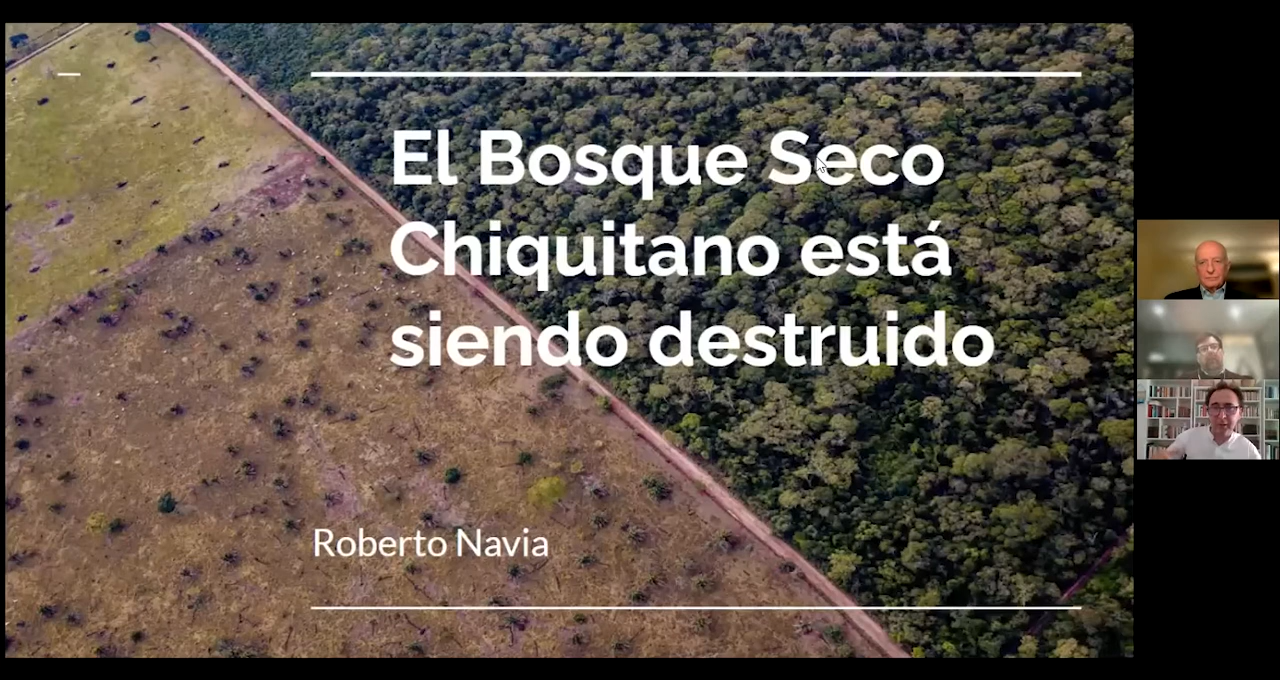 El Bosque Seco
Chiquitano está
siendo destruido
Roberto Navia